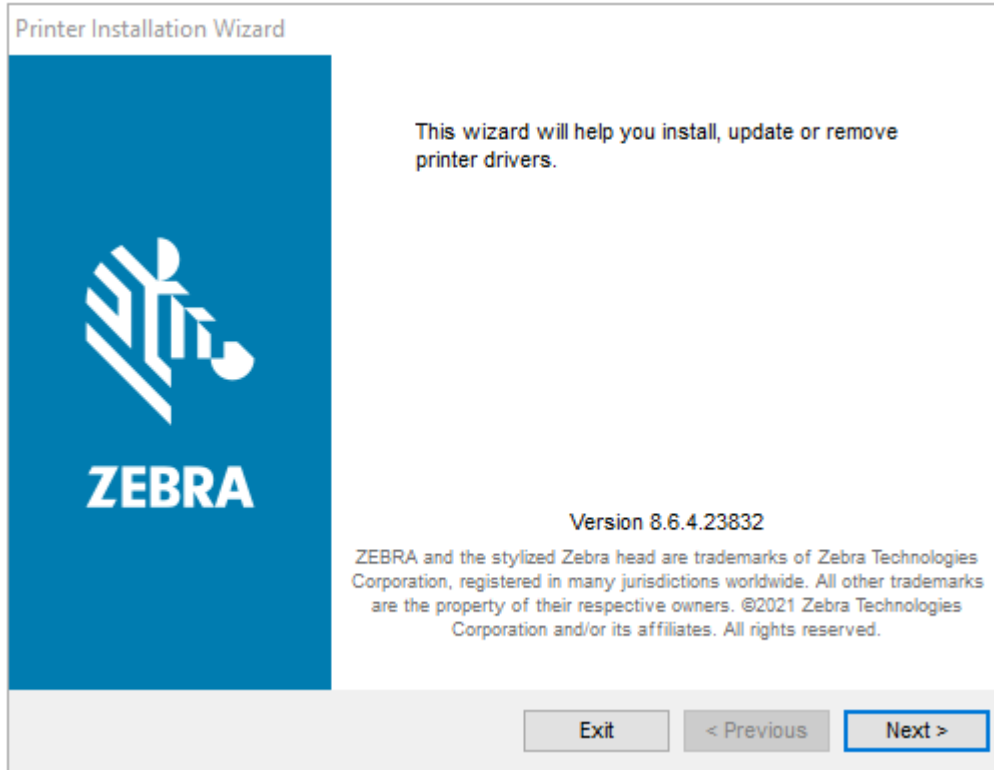 Printer Installation Wizard
This wizard will help you install, update or remove
printer drivers.
ZEBRA
Version 8.6.4.23832
ZEBRA and the stylized Zebra head are trademarks of Zebra Technologies
Corporation, registered in many jurisdictions worldwide. All other trademarks
are the property of their respective owners. ©2021 Zebra Technologies
Corporation and/or its affiliates. All rights reserved.
Exit
< Previous
Next >